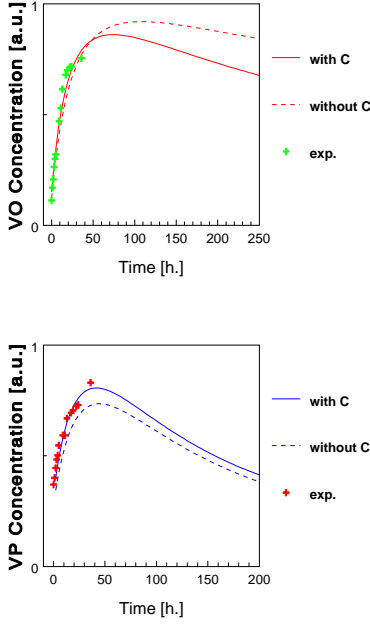 VO Concentration [a.u.]
1
0
0 50 100 150 200 250
Time [h.]
with C
without C
exp.
VP Concentration [a.u.]
1
0
0 50 100 150 200
Time [h.]
with C
without C
exp.